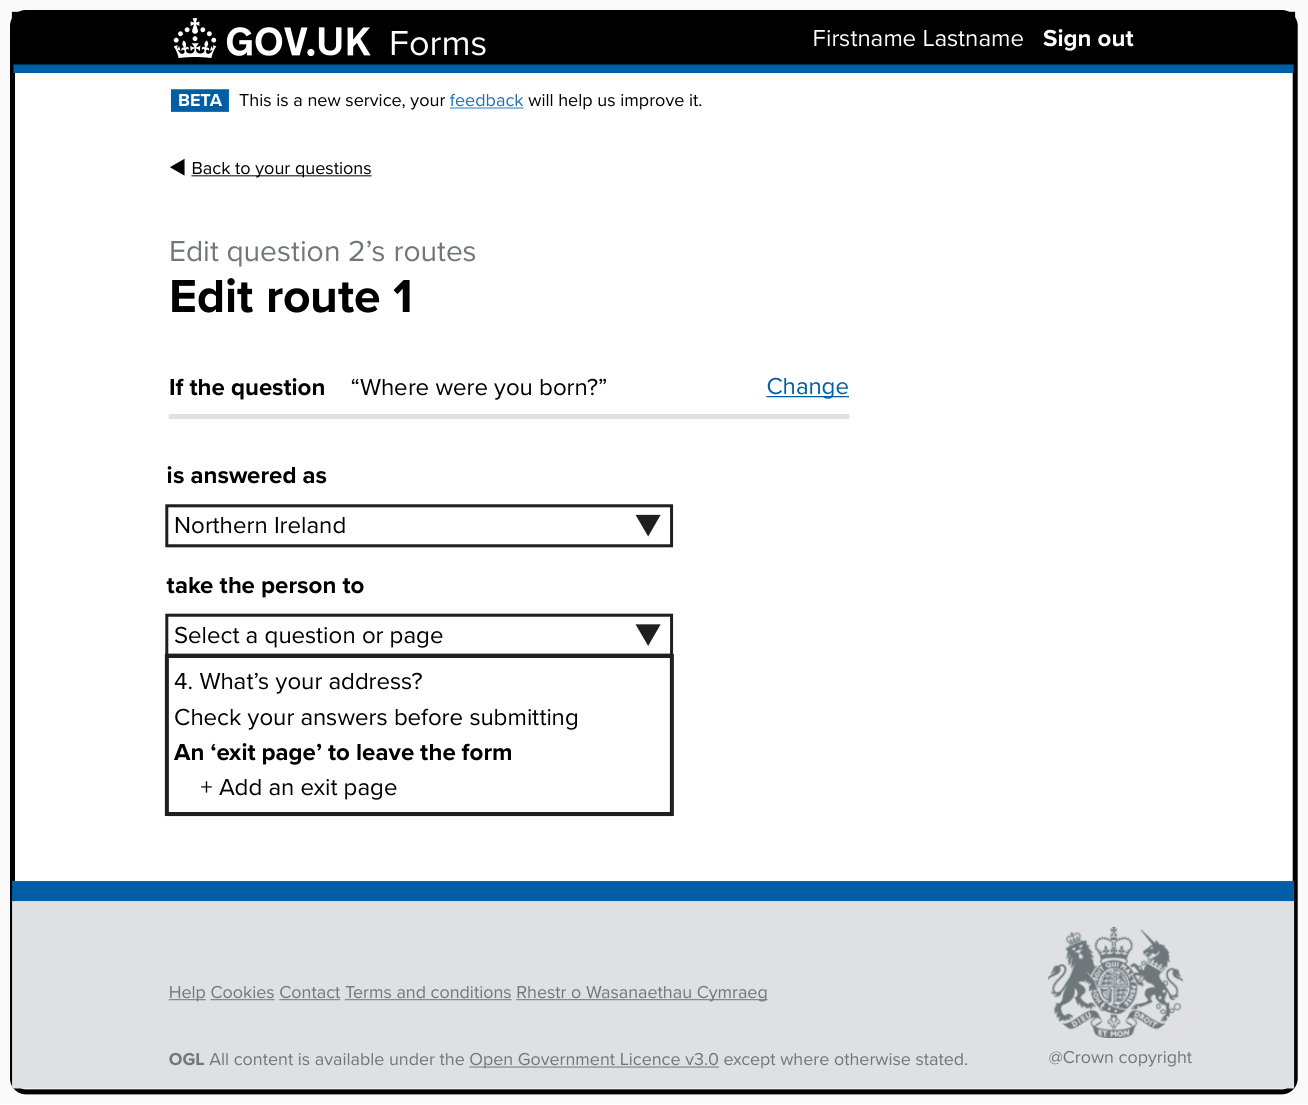 GOV.UK Forms Firstname Lastname Sign out
BETA This is a new service, your feedback will help us improve it.
Back to your questions
Edit question 2’s routes
Edit route 1
If the question “Where were you born?” Change
is answered as
Northern Ireland
take the person to
Select a question or page
4. What’s your address?
Check your answers before submitting
An ‘exit page’ to leave the form
+ Add an exit page
Help Cookies Contact Terms and conditions Rhestr o Wasanaethau Cymraeg
DIEU ET MON DROIT
OGL All content is available under the Open Government Licence v3.0 except where otherwise stated.
@Crown copyright